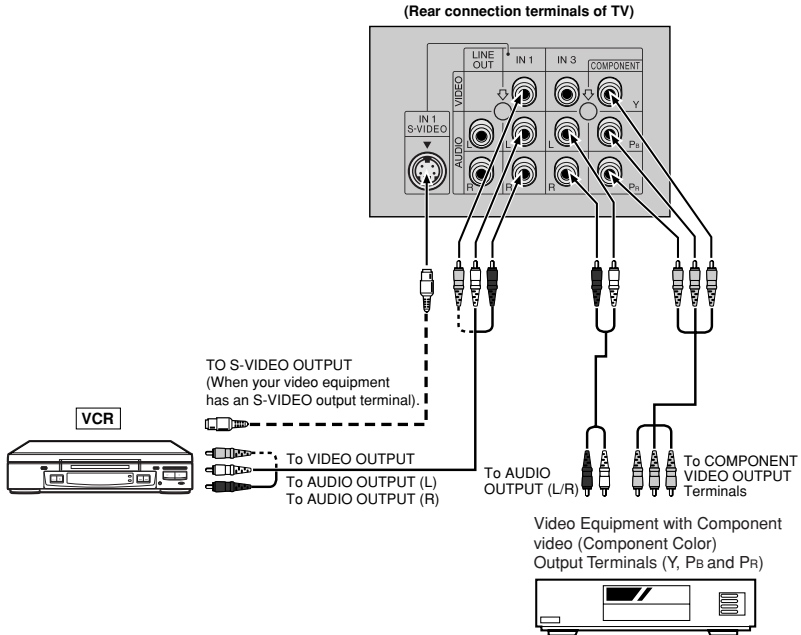 (Rear connection terminals of TV)
LINE OUT
IN 1
IN 3
COMPONENT
VIDEO
Y
IN 1
S-VIDEO
AUDIO
L
L
L
PB
R
R
R
PR
TO S-VIDEO OUTPUT
(When your video equipment
has an S-VIDEO output terminal).
VCR
To VIDEO OUTPUT
To AUDIO OUTPUT (L)
To AUDIO OUTPUT (R)
To AUDIO
OUTPUT (L/R)
To COMPONENT
VIDEO OUTPUT
Terminals
Video Equipment with Component
video (Component Color)
Output Terminals (Y, PB and PR)